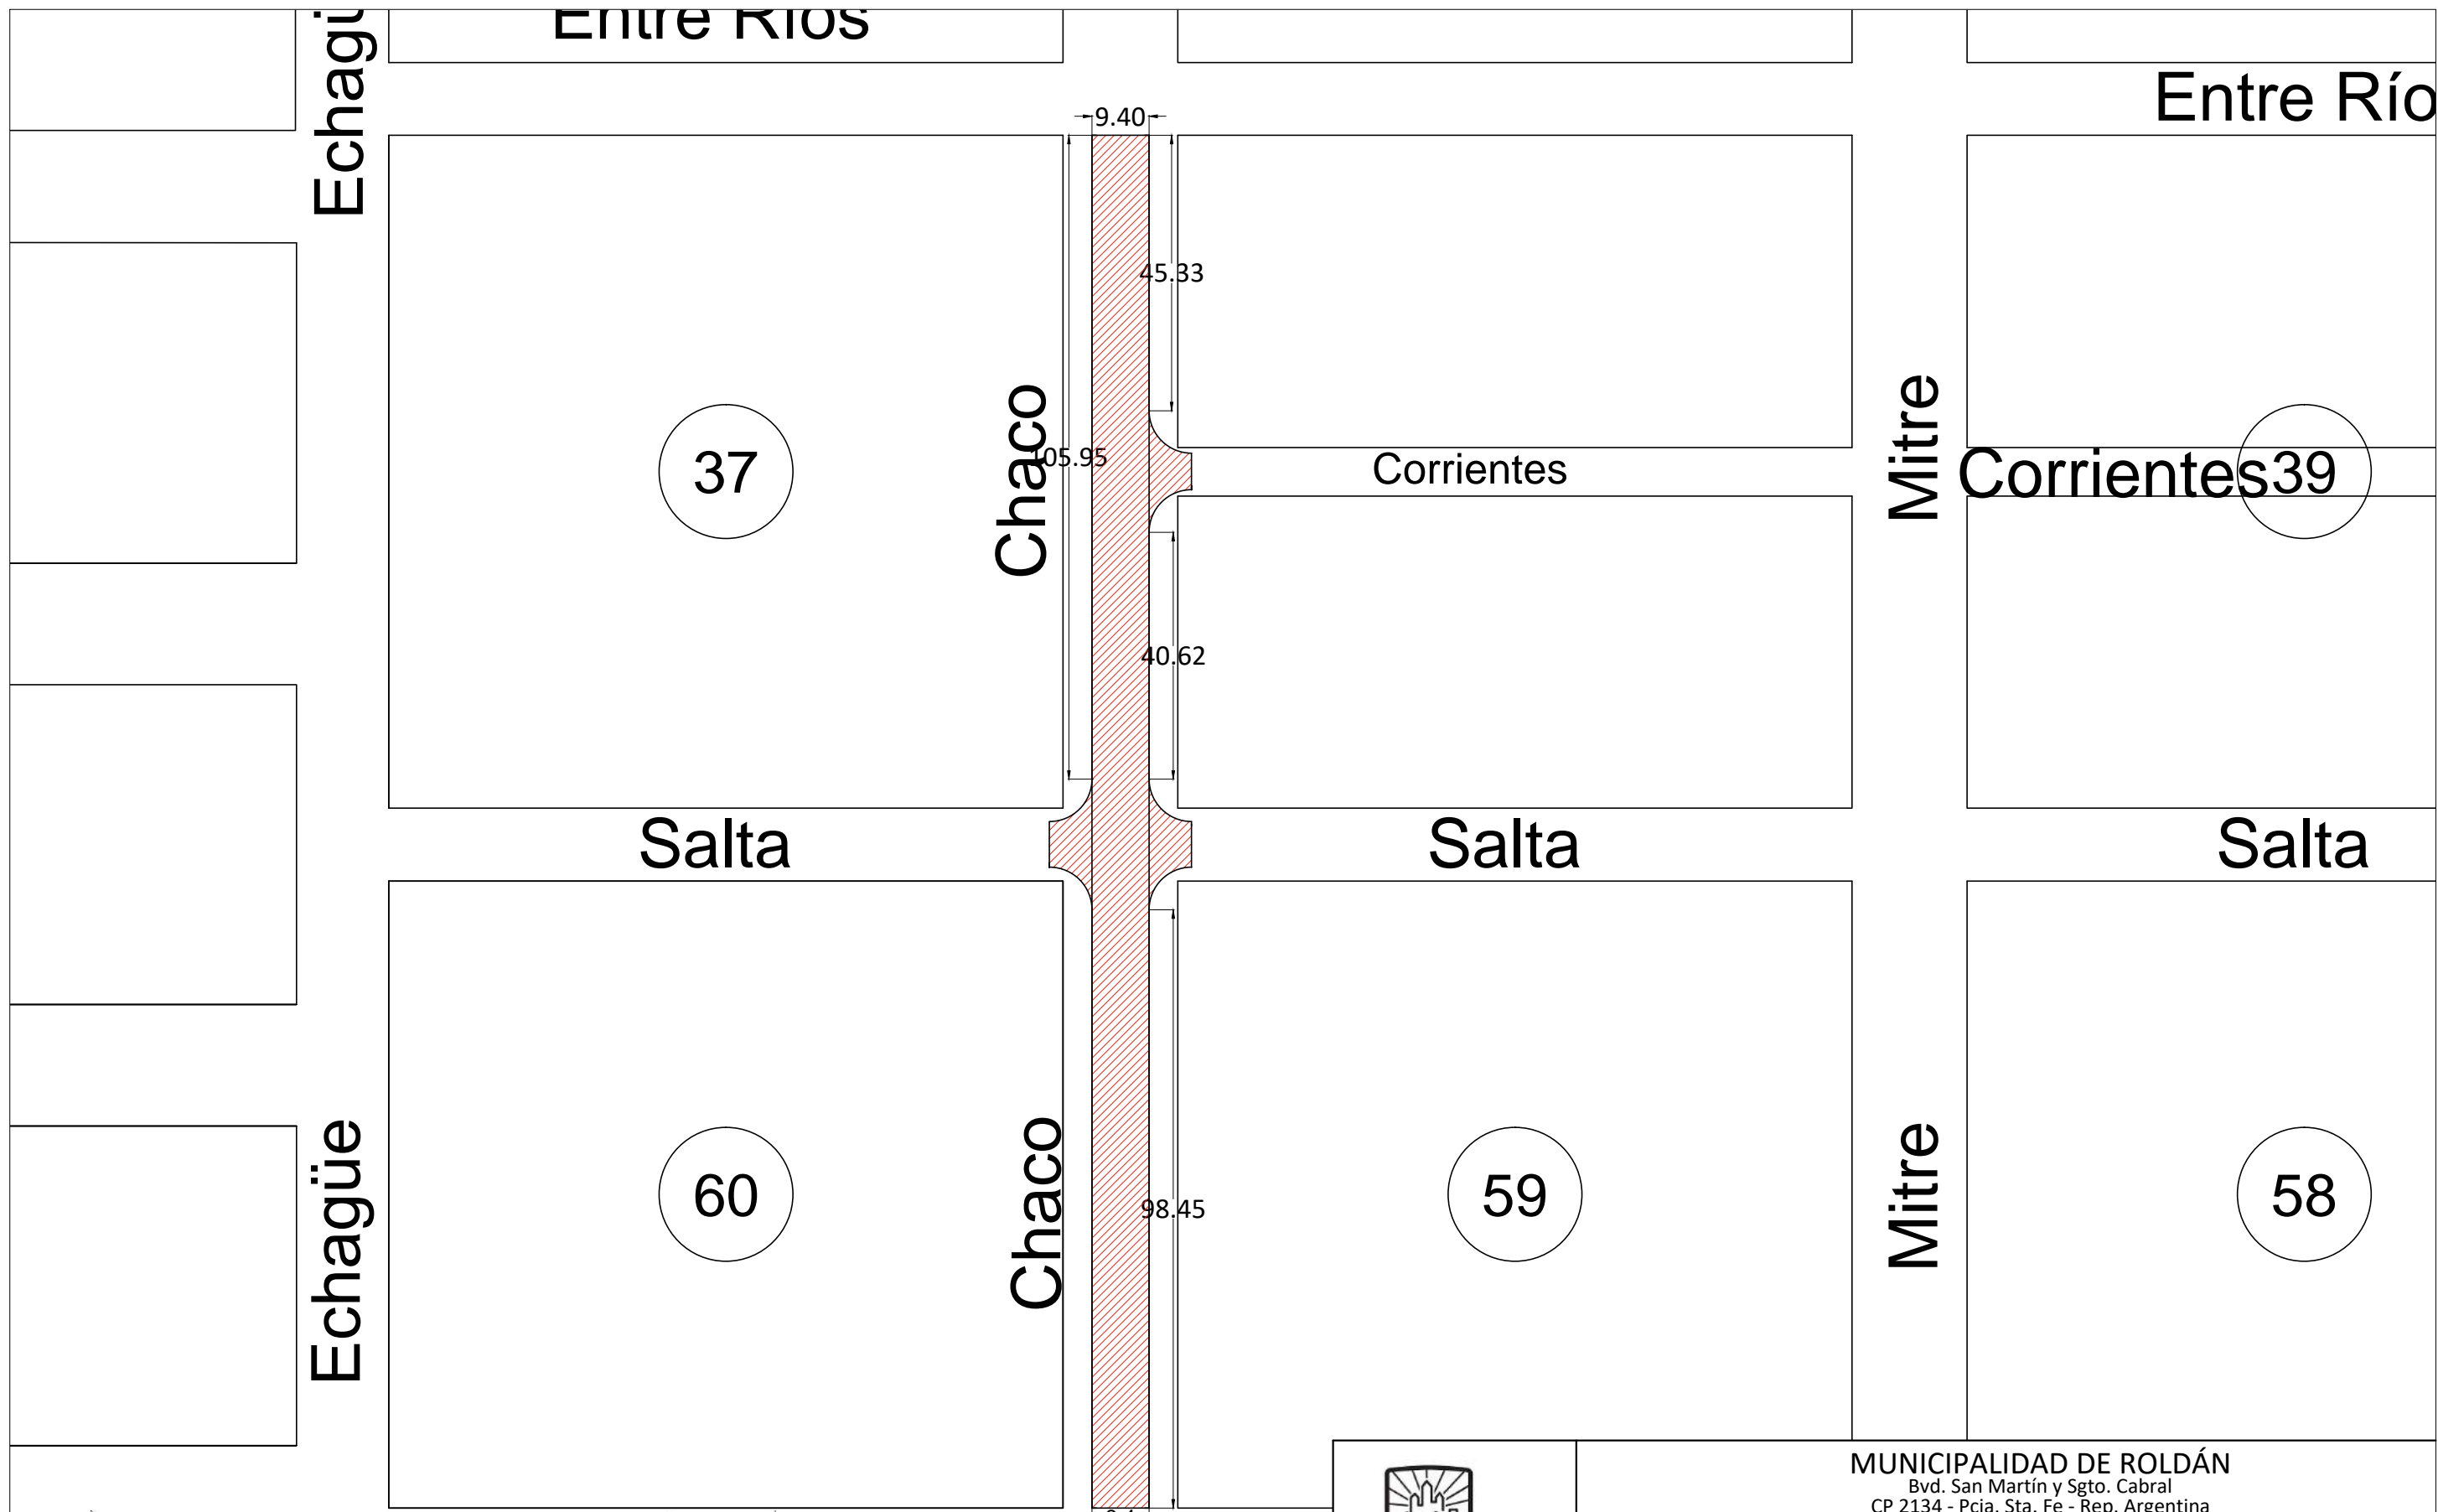 Entre Ríos
Echagü
Entre Río
9.40
45.33
Chaco
105.95
37
Corrientes
Mitre
Corrientes
39
40.62
Salta
Salta
Salta
Echagüe
Chaco
98.45
60
59
Mitre
58
MUNICIPALIDAD DE ROLDÁN
Bvd. San Martín y Sgto. Cabral
CP 2134 - Pcia. Sta. Fe - Rep. Argentina